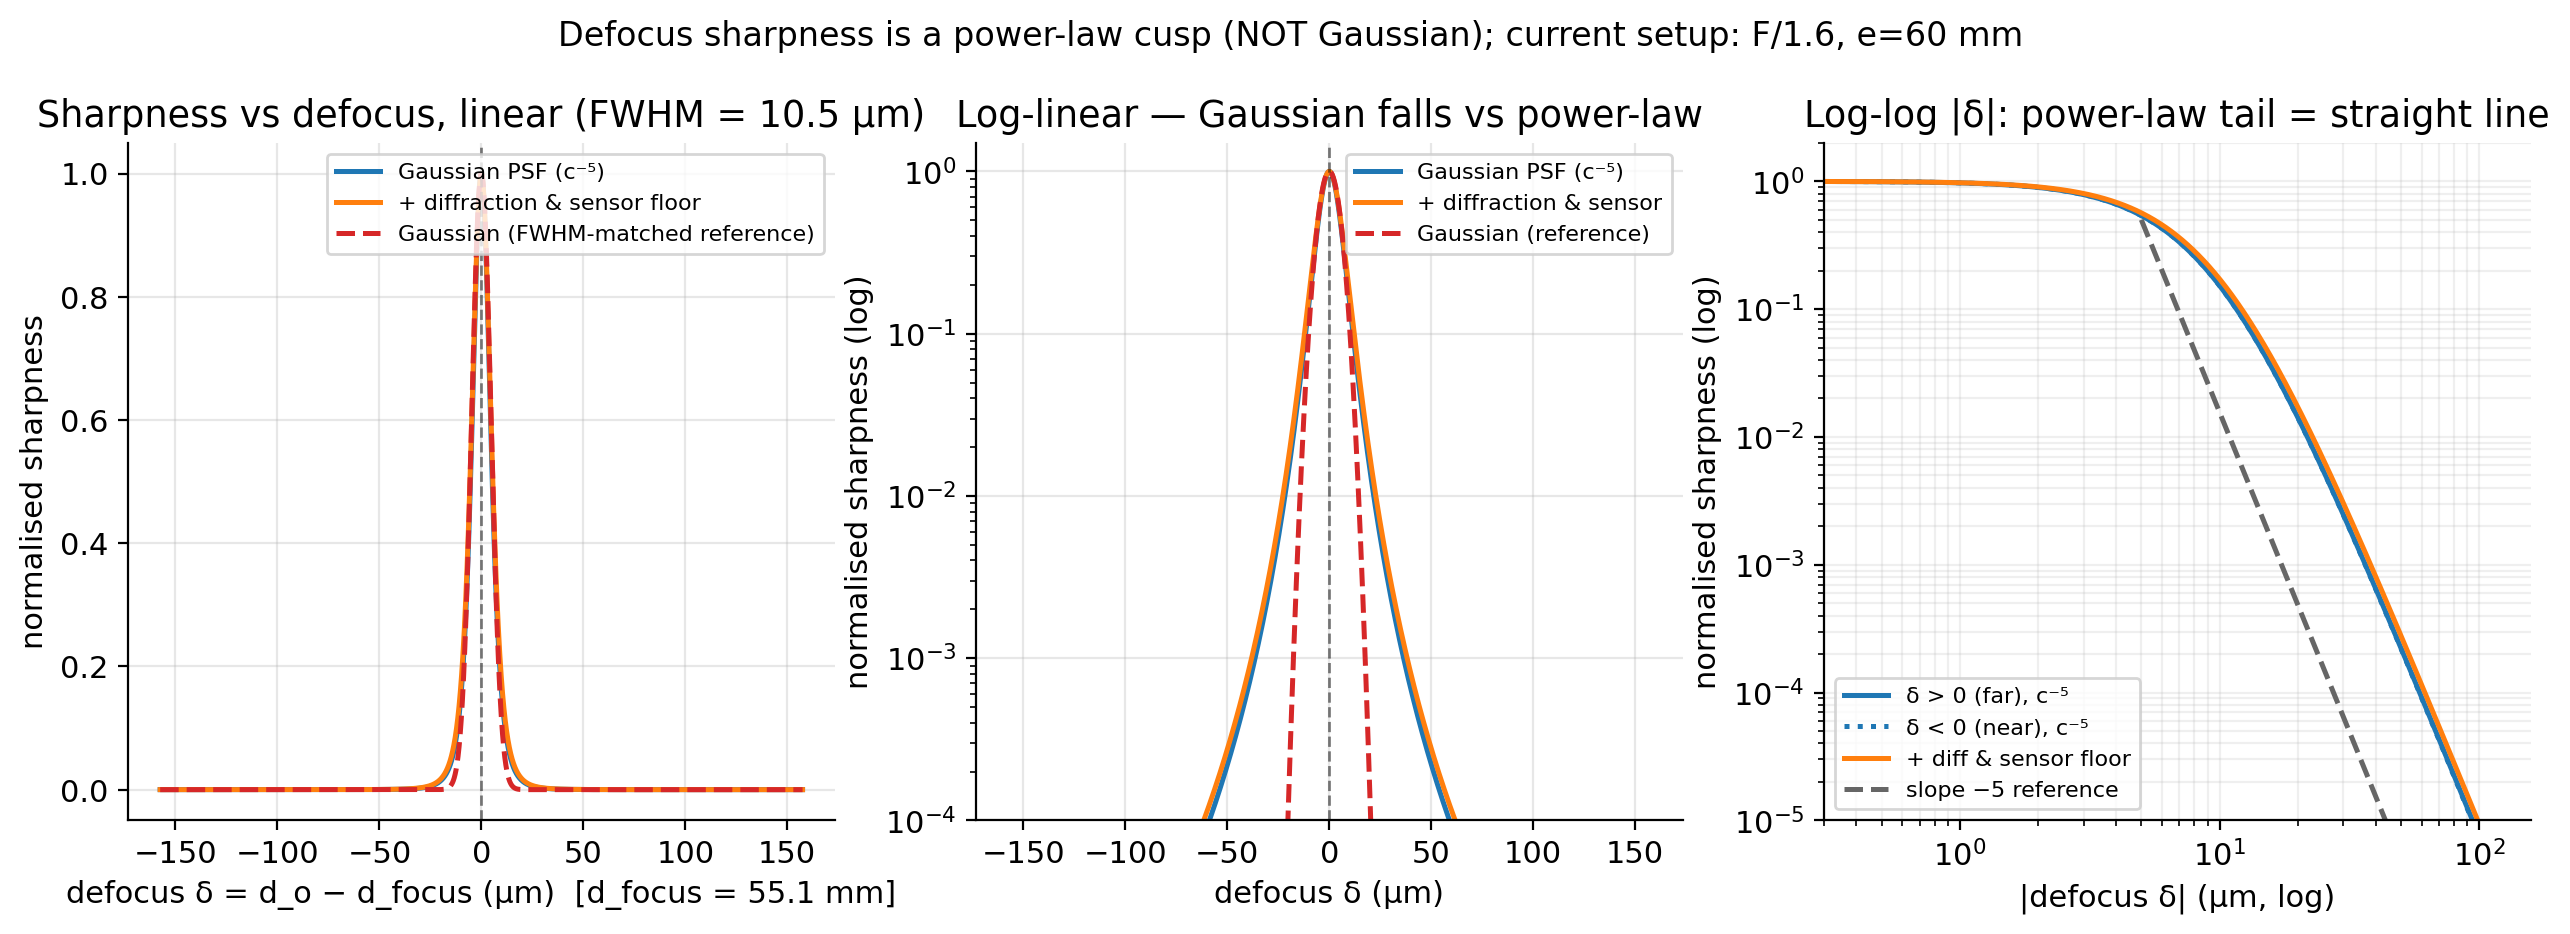 Defocus sharpness is a power-law cusp (NOT Gaussian); current setup: F/1.6, e=60 mm
Sharpness vs defocus, linear (FWHM = 10.5 μm)
1.0
0.8
0.6
0.4
0.2
0.0
normalised sharpness
Gaussian PSF (c⁻⁵)
+ diffraction & sensor floor
Gaussian (FWHM-matched reference)
−150 −100 −50 0 50 100 150
defocus δ = d_o − d_focus (μm)  [d_focus = 55.1 mm]
Log-linear — Gaussian falls vs power-law
10⁰
10⁻¹
10⁻²
10⁻³
10⁻⁴
normalised sharpness (log)
Gaussian PSF (c⁻⁵)
+ diffraction & sensor
Gaussian (reference)
−150 −100 −50 0 50 100 150
defocus δ (μm)
Log-log |δ|: power-law tail = straight line
10⁰
10⁻¹
10⁻²
10⁻³
10⁻⁴
10⁻⁵
normalised sharpness (log)
δ > 0 (far), c⁻⁵
δ < 0 (near), c⁻⁵
+ diff & sensor floor
slope −5 reference
10⁰ 10¹ 10²
|defocus δ| (μm, log)